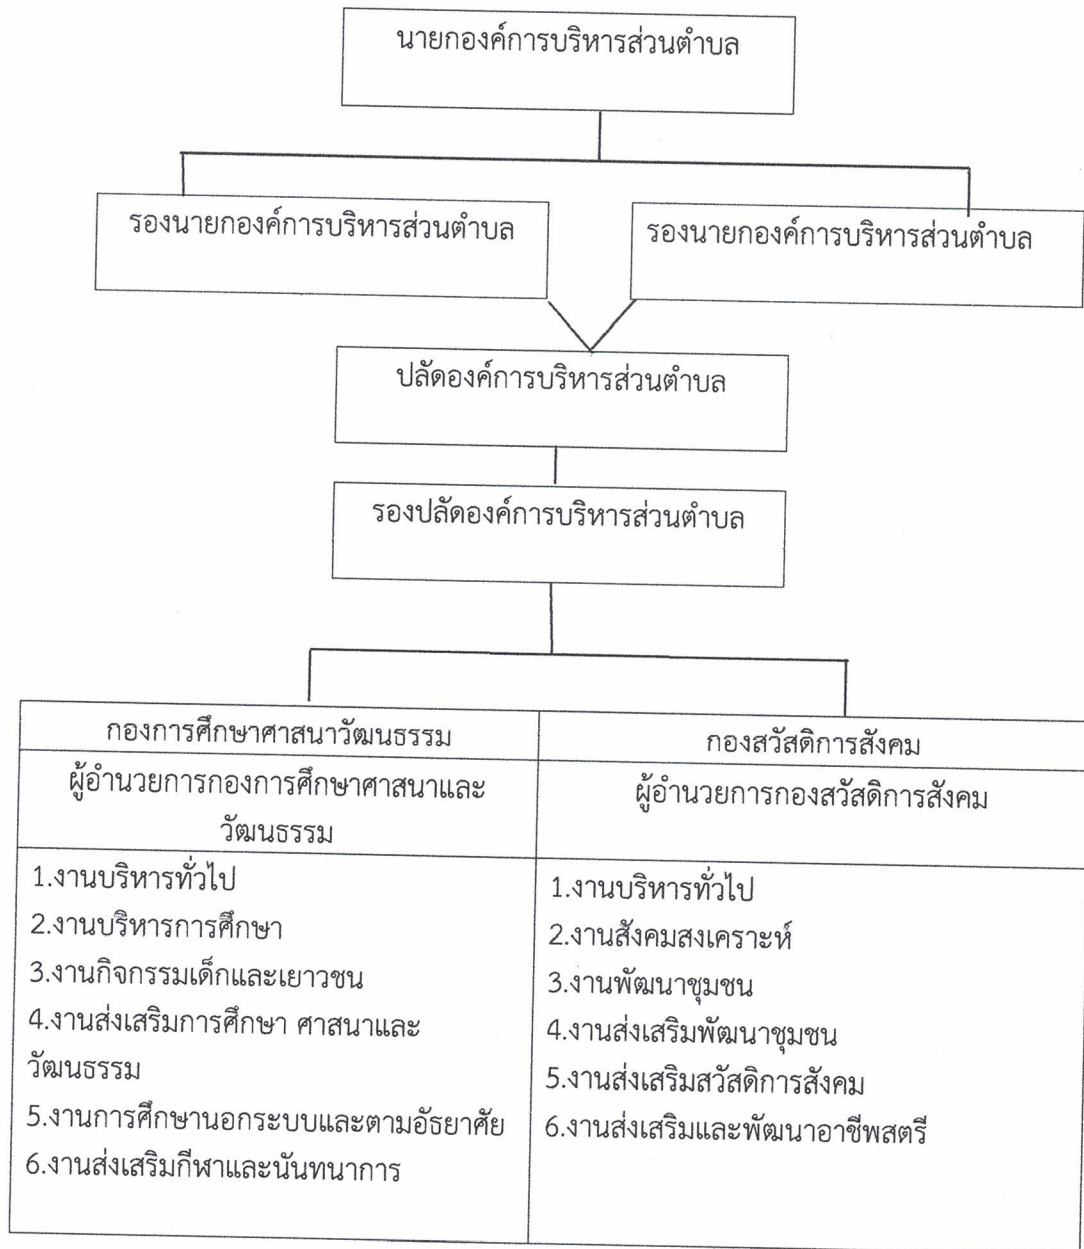 นายกองค์การบริหารส่วนตำบล
รองนายกองค์การบริหารส่วนตำบล
รองนายกองค์การบริหารส่วนตำบล
ปลัดองค์การบริหารส่วนตำบล
รองปลัดองค์การบริหารส่วนตำบล
กองการศึกษาศาสนาวัฒนธรรม
ผู้อำนวยการกองการศึกษาศาสนาและ
วัฒนธรรม
1.งานบริหารทั่วไป
2.งานบริหารการศึกษา
3.งานกิจกรรมเด็กและเยาวชน
4.งานส่งเสริมการศึกษา ศาสนาและ
วัฒนธรรม
5.งานการศึกษานอกระบบและตามอัธยาศัย
6.งานส่งเสริมกีฬาและนันทนาการ
กองสวัสดิการสังคม
ผู้อำนวยการกองสวัสดิการสังคม
1.งานบริหารทั่วไป
2.งานสังคมสงเคราะห์
3.งานพัฒนาชุมชน
4.งานส่งเสริมพัฒนาชุมชน
5.งานส่งเสริมสวัสดิการสังคม
6.งานส่งเสริมและพัฒนาอาชีพสตรี